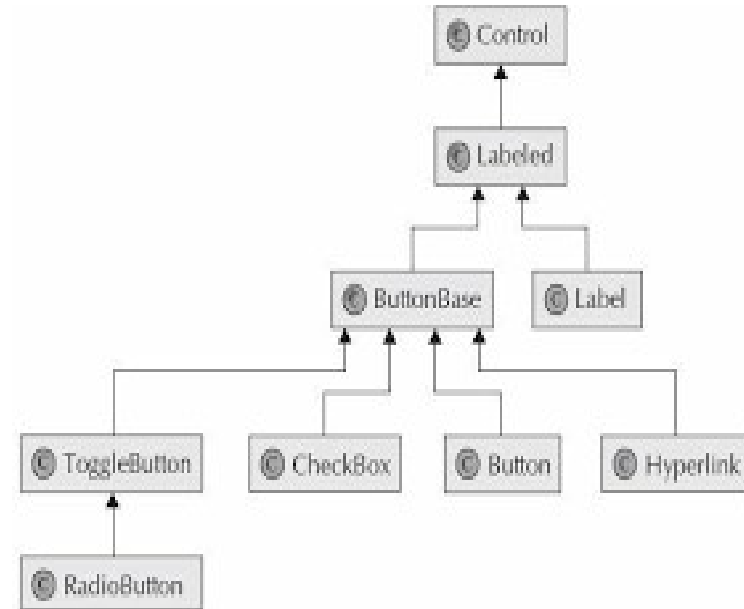 C Control
C Labeled
C ButtonBase
C Label
C ToggleButton
C CheckBox
C Button
C Hyperlink
C RadioButton